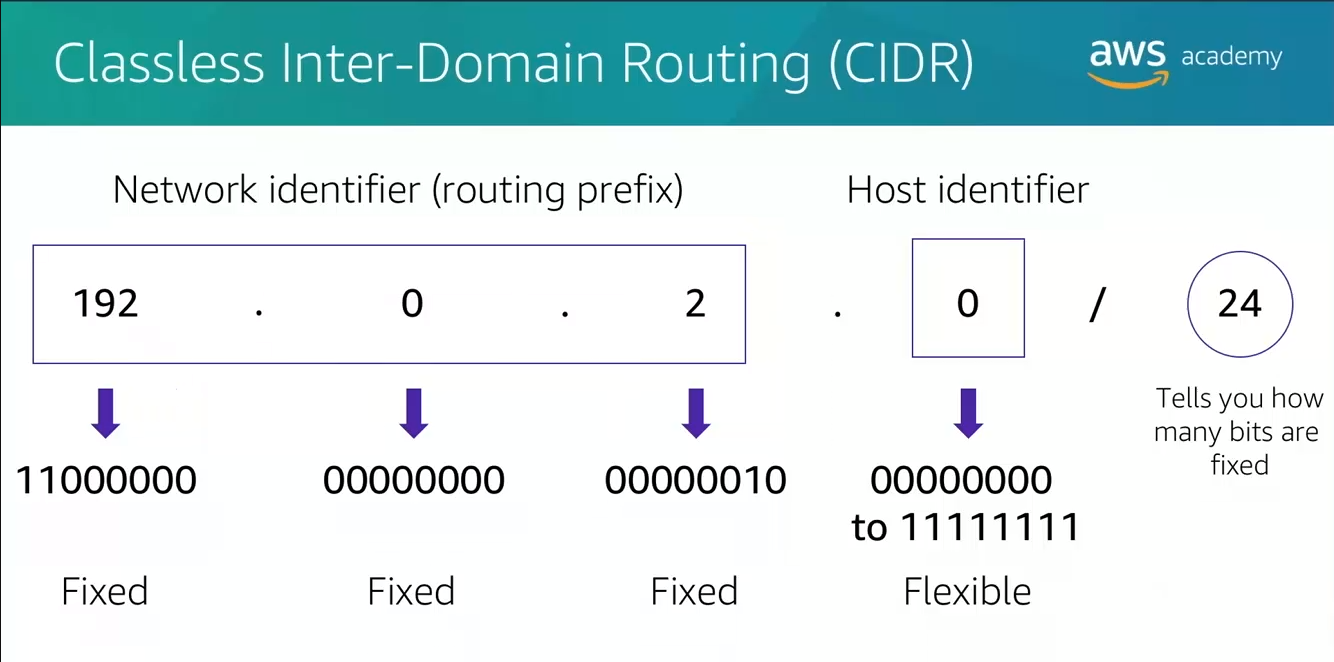 Classless Inter-Domain Routing (CIDR)
aws academy
Network identifier (routing prefix)
Host identifier
192 . 0 . 2 . 0 / 24
Tells you how
many bits are
fixed
11000000 00000000 00000010 00000000
to 11111111
Fixed Fixed Fixed Flexible